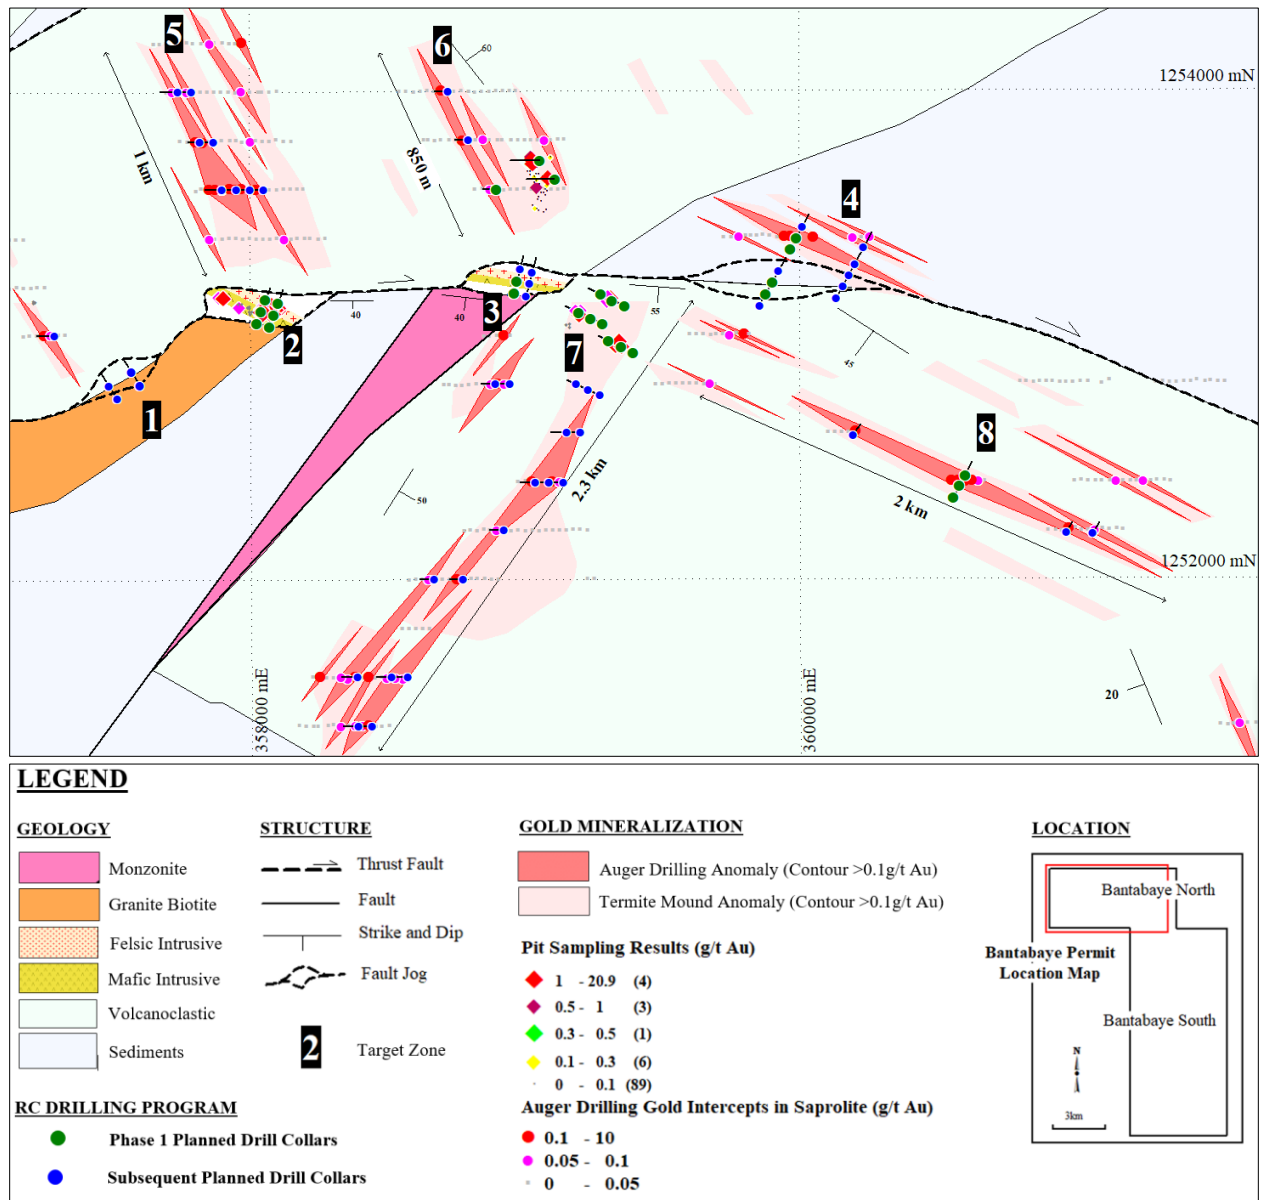 5
6
60
1254000 mN
1 km
850 m
4
3
40
40
2
55
7
45
1
8
2.3 km
50
2 km
1252000 mN
358000 mE
360000 mE
20
LEGEND
GEOLOGY
Monzonite
Granite Biotite
Felsic Intrusive
Mafic Intrusive
Volcanoclastic
Sediments
RC DRILLING PROGRAM
Phase 1 Planned Drill Collars
Subsequent Planned Drill Collars
STRUCTURE
Thrust Fault
Fault
Strike and Dip
Fault Jog
2 Target Zone
GOLD MINERALIZATION
Auger Drilling Anomaly (Contour >0.1g/t Au)
Termite Mound Anomaly (Contour >0.1g/t Au)
Pit Sampling Results (g/t Au)
1 - 20.9 (4)
0.5 - 1 (3)
0.3 - 0.5 (1)
0.1 - 0.3 (6)
0 - 0.1 (89)
Auger Drilling Gold Intercepts in Saprolite (g/t Au)
0.1 - 10
0.05 - 0.1
0 - 0.05
LOCATION
Bantabaye North
Bantabaye Permit
Location Map
Bantabaye South
N
3km